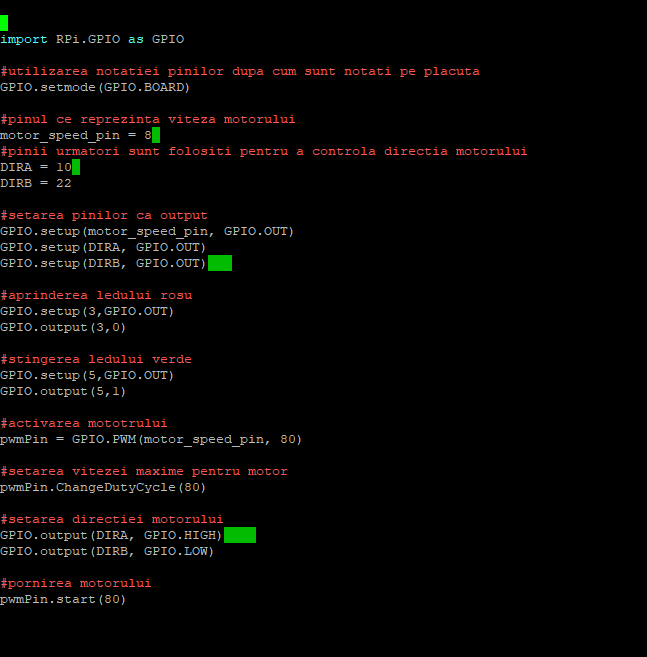 import RPi.GPIO as GPIO
#utilizarea notatiei pinilor dupa cum sunt notati pe placuta
GPIO.setmode(GPIO.BOARD)
#pinul ce reprezinta viteza motorului
motor_speed_pin = 8
#pinii urmatori sunt folositi pentru a controla directia motorului
DIRA = 10
DIRB = 22
#setarea pinilor ca output
GPIO.setup(motor_speed_pin, GPIO.OUT)
GPIO.setup(DIRA, GPIO.OUT)
GPIO.setup(DIRB, GPIO.OUT)
#aprinderea ledului rosu
GPIO.setup(3,GPIO.OUT)
GPIO.output(3,0)
#stingerea ledului verde
GPIO.setup(5,GPIO.OUT)
GPIO.output(5,1)
#activarea mototrului
pwmPin = GPIO.PWM(motor_speed_pin, 80)
#setarea vitezei maxime pentru motor
pwmPin.ChangeDutyCycle(80)
#setarea directiei motorului
GPIO.output(DIRA, GPIO.HIGH)
GPIO.output(DIRB, GPIO.LOW)
#pornirea motorului
pwmPin.start(80)